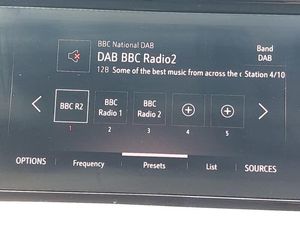 BBC National DAB
DAB BBC Radio2
12B Some of the best music from across the d
Band
DAB
Station 4/10
BBC R2
BBC Radio 1
BBC Radio 2
1
2
3
4
5
OPTIONS
Frequency
Presets
List
SOURCES